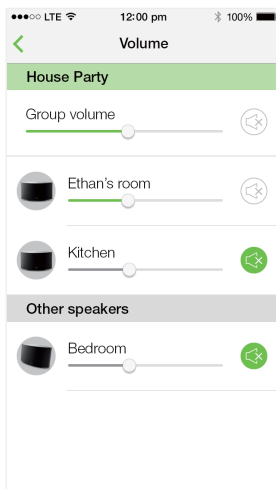 LTE 12:00 pm 100%
Volume
House Party
Group volume
Ethan's room
Kitchen
Other speakers
Bedroom